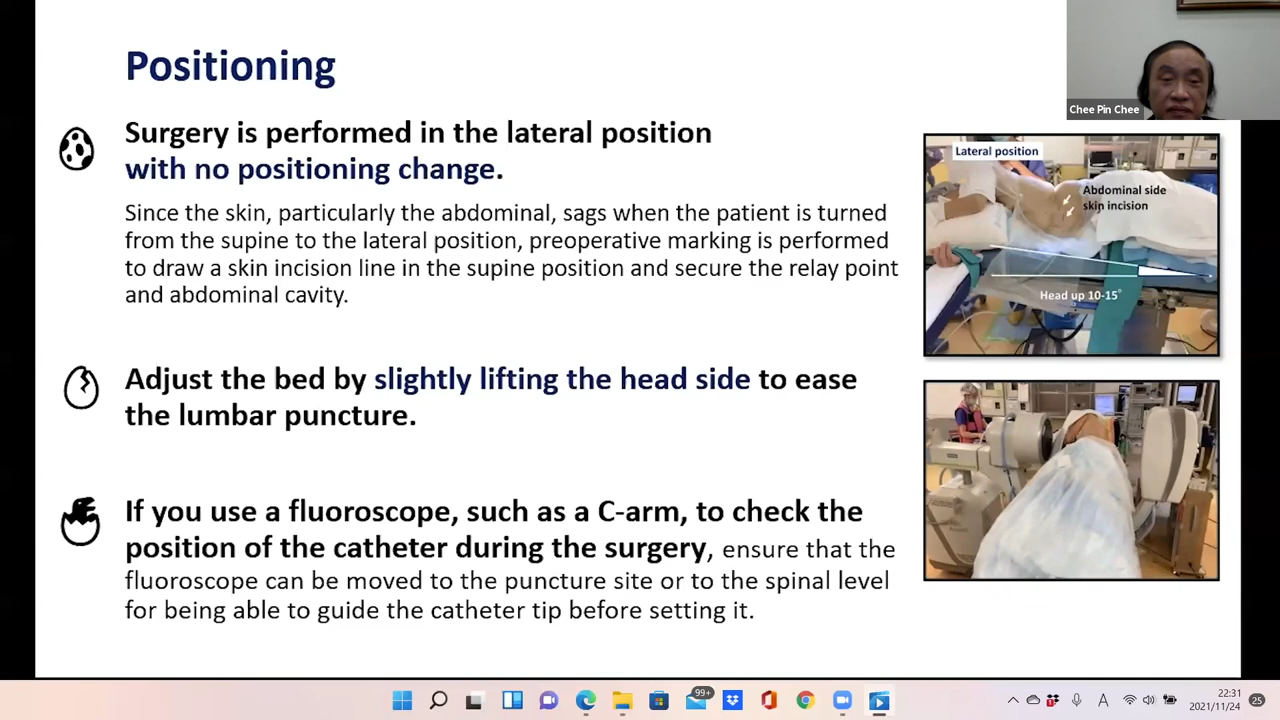 Positioning
Chee Pin Chee
Surgery is performed in the lateral position
with no positioning change.
Since the skin, particularly the abdominal, sags when the patient is turned
from the supine to the lateral position, preoperative marking is performed
to draw a skin incision line in the supine position and secure the relay point
and abdominal cavity.
Lateral position
Abdominal side
skin incision
Head up 10-15°
Adjust the bed by slightly lifting the head side to ease
the lumbar puncture.
If you use a fluoroscope, such as a C-arm, to check the
position of the catheter during the surgery, ensure that the
fluoroscope can be moved to the puncture site or to the spinal level
for being able to guide the catheter tip before setting it.
99+
1
A
22:31
2021/11/24
25